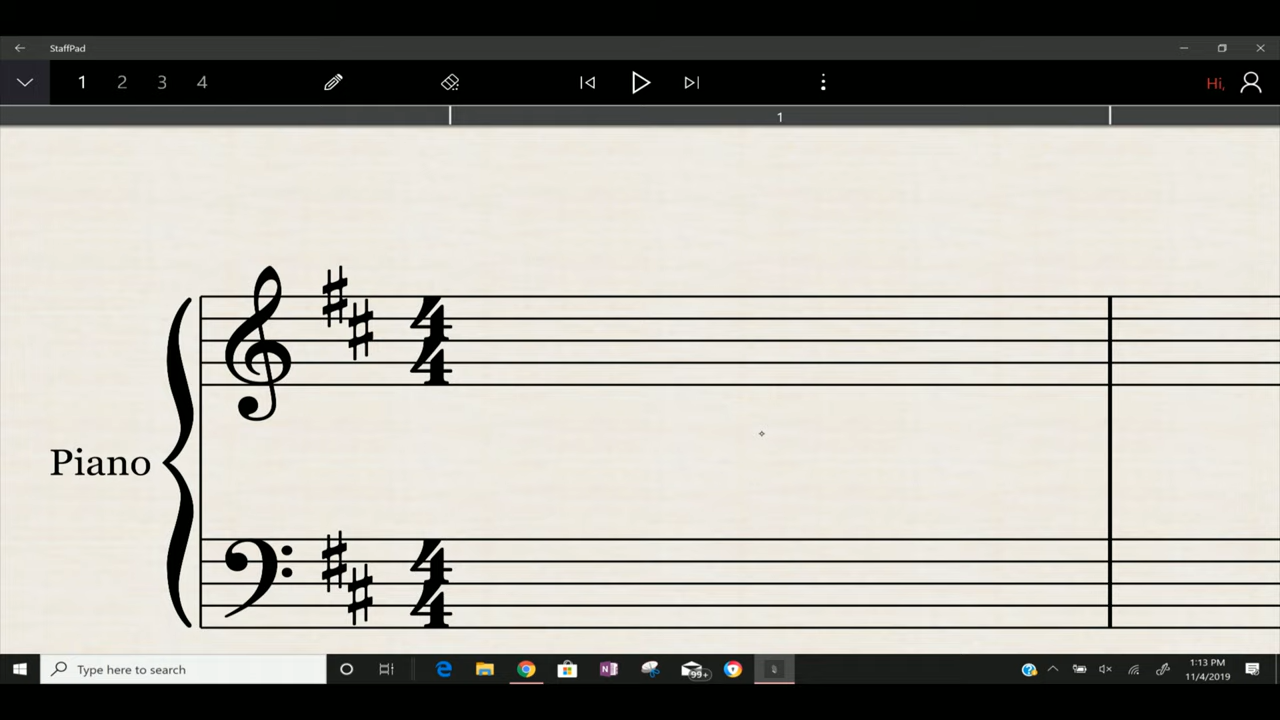 StaffPad
1 2 3 4
Hi,
1
4
4
Piano
4
4
Type here to search
99+
1:13 PM
11/4/2019